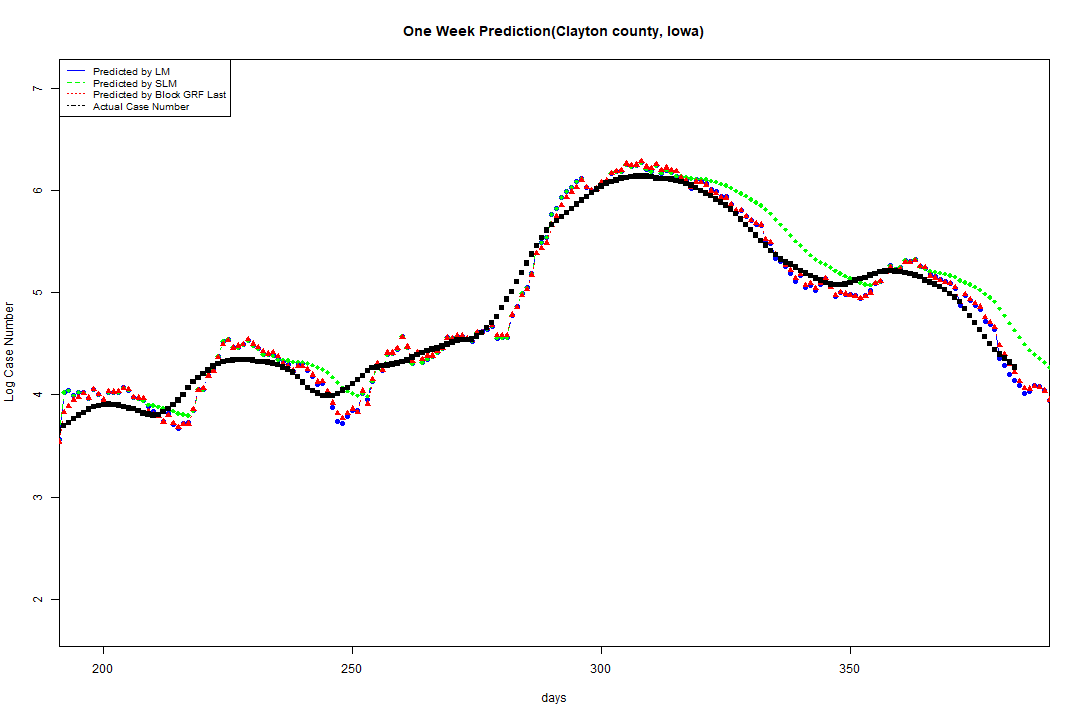 One Week Prediction(Clayton county, Iowa)
Predicted by LM
Predicted by SLM
Predicted by Block GRF Last
Actual Case Number
7
6
5
4
3
2
Log Case Number
200 250 300 350
days